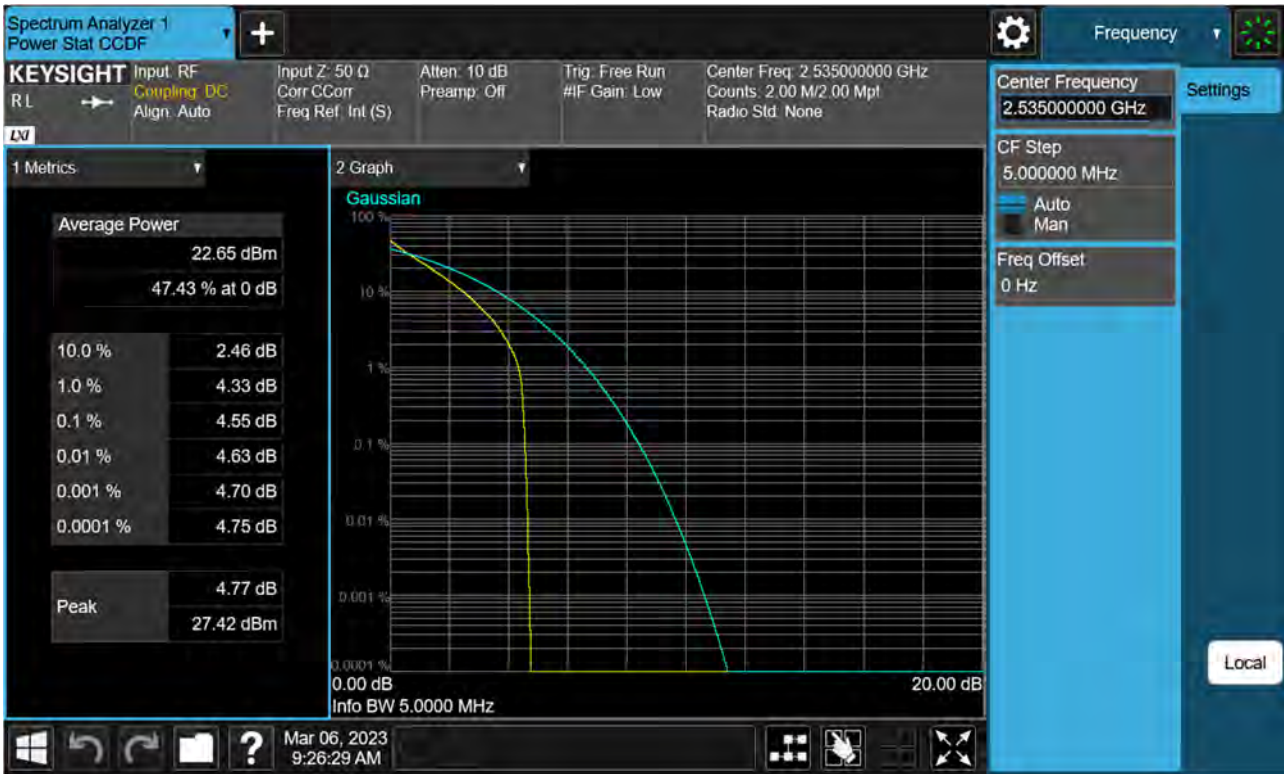 Spectrum Analyzer 1
Power Stat CCDF
Frequency
KEYSIGHT
R L
LXI
Input: RF
Coupling: DC
Align: Auto
Input Z: 50 Ω
Corr CCorr
Freq Ref: Int (S)
Atten: 10 dB
Preamp: Off
Trig: Free Run
#IF Gain: Low
Center Freq: 2.535000000 GHz
Counts: 2.00 M/2.00 Mpt
Radio Std: None
Center Frequency
2.535000000 GHz
Settings
CF Step
5.000000 MHz
Auto
Man
Freq Offset
0 Hz
Local
1 Metrics
Average Power
22.65 dBm
47.43 % at 0 dB
10.0 % 2.46 dB
1.0 % 4.33 dB
0.1 % 4.55 dB
0.01 % 4.63 dB
0.001 % 4.70 dB
0.0001 % 4.75 dB
Peak
4.77 dB
27.42 dBm
2 Graph
Gaussian
100 %
10 %
1 %
0.1 %
0.01 %
0.001 %
0.0001 %
0.00 dB 20.00 dB
Info BW 5.0000 MHz
?
Mar 06, 2023
9:26:29 AM